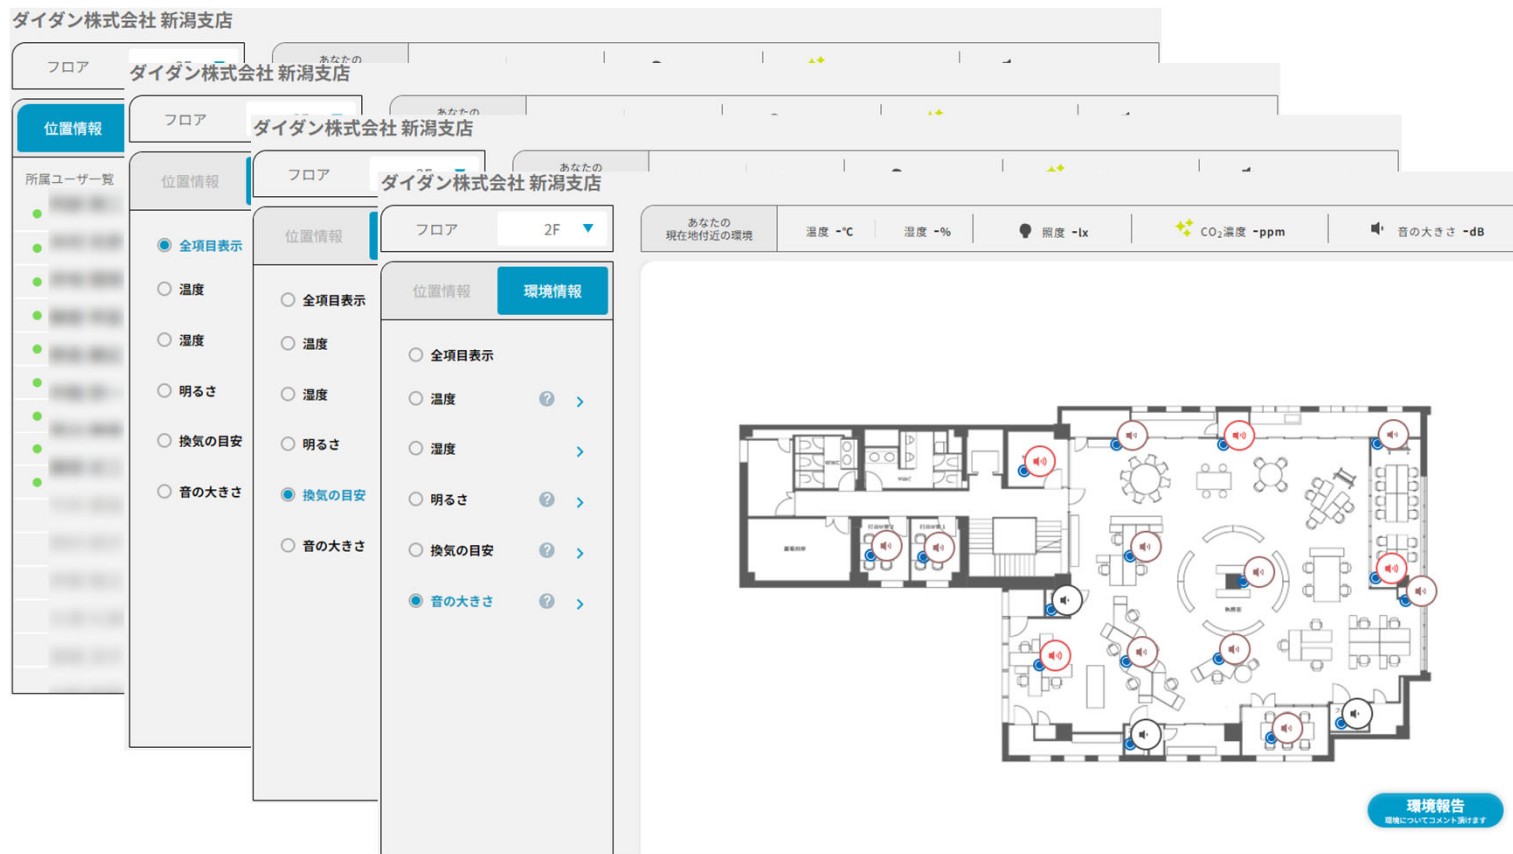 ダイダン株式会社 新潟支店
フロア
あなたの
位置情報
所属ユーザ一覧
ダイダン株式会社 新潟支店
フロア
あなたの
位置情報
全項目表示
温度
湿度
明るさ
換気の目安
音の大きさ
ダイダン株式会社 新潟支店
フロア
あなたの
位置情報
全項目表示
温度
湿度
明るさ
換気の目安
音の大きさ
ダイダン株式会社 新潟支店
フロア 2F
あなたの
現在地付近の環境
温度 -℃ 湿度 -% 照度 -lx CO₂濃度 -ppm 音の大きさ -dB
位置情報 環境情報
全項目表示
温度 ?
湿度
明るさ ?
換気の目安 ?
音の大きさ ?
執務室
環境報告
環境についてコメント頂けます